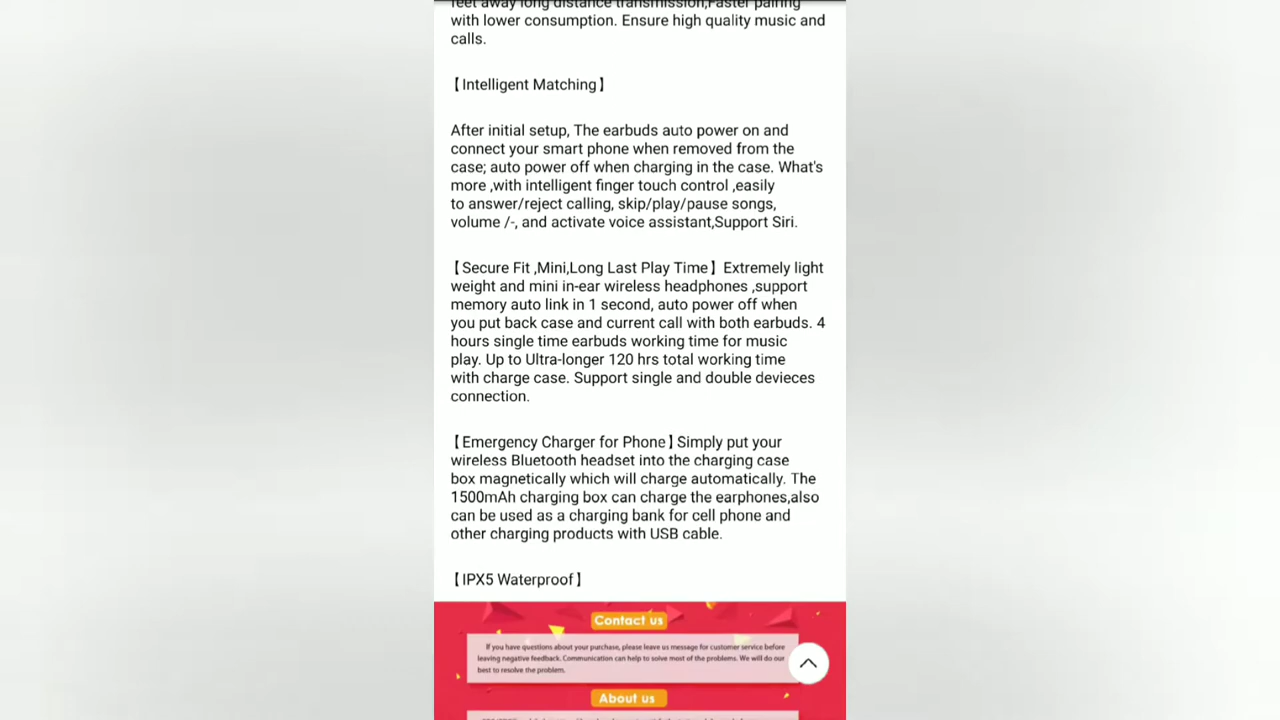 feet away long distance transmission,Faster pairing
with lower consumption. Ensure high quality music and
calls.
【Intelligent Matching】
After initial setup, The earbuds auto power on and
connect your smart phone when removed from the
case; auto power off when charging in the case. What's
more ,with intelligent finger touch control ,easily
to answer/reject calling, skip/play/pause songs,
volume /-, and activate voice assistant,Support Siri.
【Secure Fit ,Mini,Long Last Play Time】Extremely light
weight and mini in-ear wireless headphones ,support
memory auto link in 1 second, auto power off when
you put back case and current call with both earbuds. 4
hours single time earbuds working time for music
play. Up to Ultra-longer 120 hrs total working time
with charge case. Support single and double devieces
connection.
【Emergency Charger for Phone】Simply put your
wireless Bluetooth headset into the charging case
box magnetically which will charge automatically. The
1500mAh charging box can charge the earphones,also
can be used as a charging bank for cell phone and
other charging products with USB cable.
【IPX5 Waterproof】
Contact us
If you have questions about your purchase, please leave us message for customer service before
leaving negative feedback. Communication can help to solve most of the problems. We will do our
best to resolve the problem.
About us